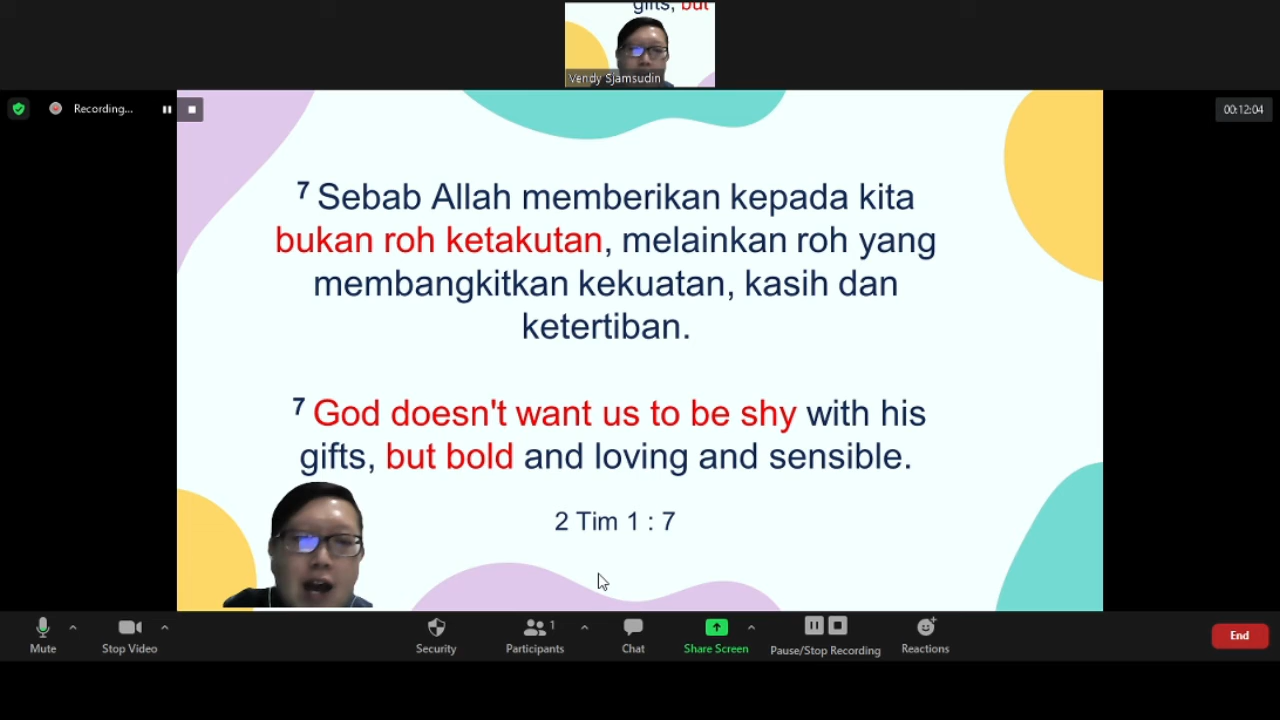 gifts, but
Vendy Sjamsudin
Recording...
00:12:04
7 Sebab Allah memberikan kepada kita
bukan roh ketakutan, melainkan roh yang
membangkitkan kekuatan, kasih dan
ketertiban.
7 God doesn't want us to be shy with his
gifts, but bold and loving and sensible.
2 Tim 1 : 7
Mute
Stop Video
Security
Participants
1
Chat
Share Screen
Pause/Stop Recording
Reactions
End